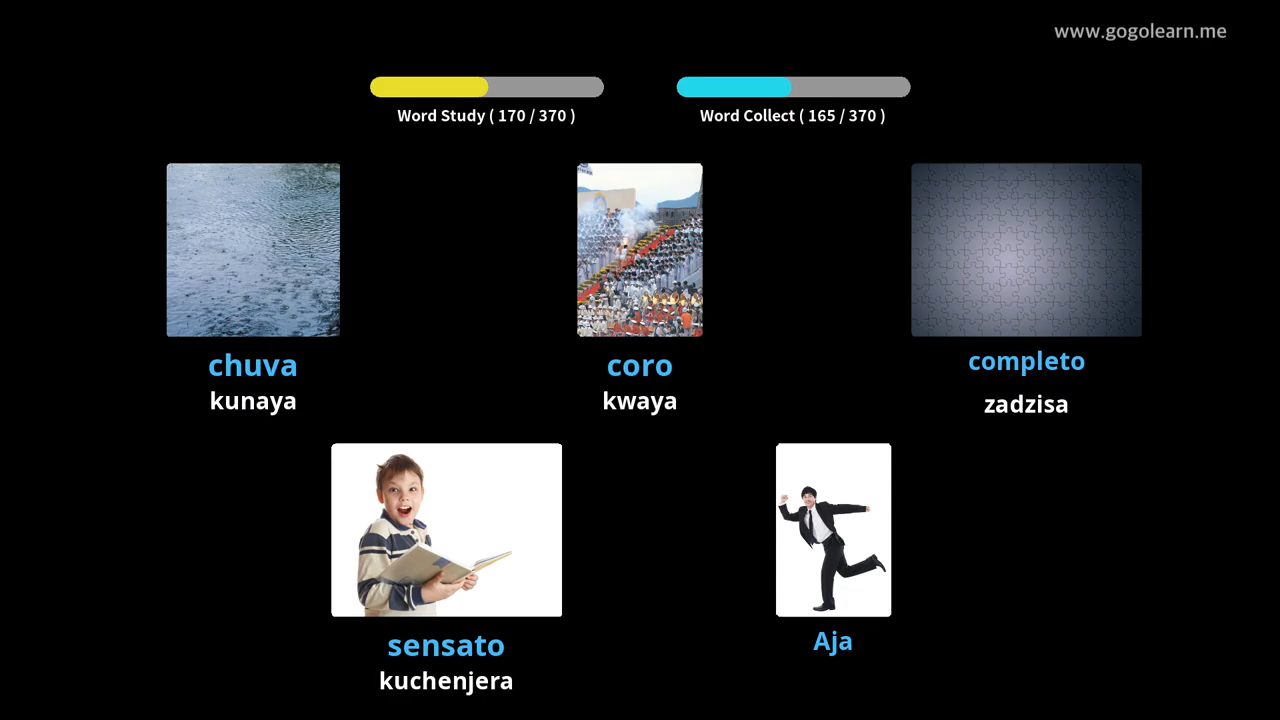 www.gogolearn.me
Word Study ( 170 / 370 )
Word Collect ( 165 / 370 )
chuva
kunaya
coro
kwaya
completo
zadzisa
sensato
kuchenjera
Aja